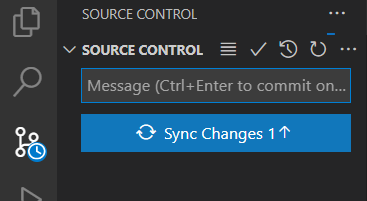 SOURCE CONTROL
SOURCE CONTROL
Message (Ctrl+Enter to commit on...
Sync Changes 1↑